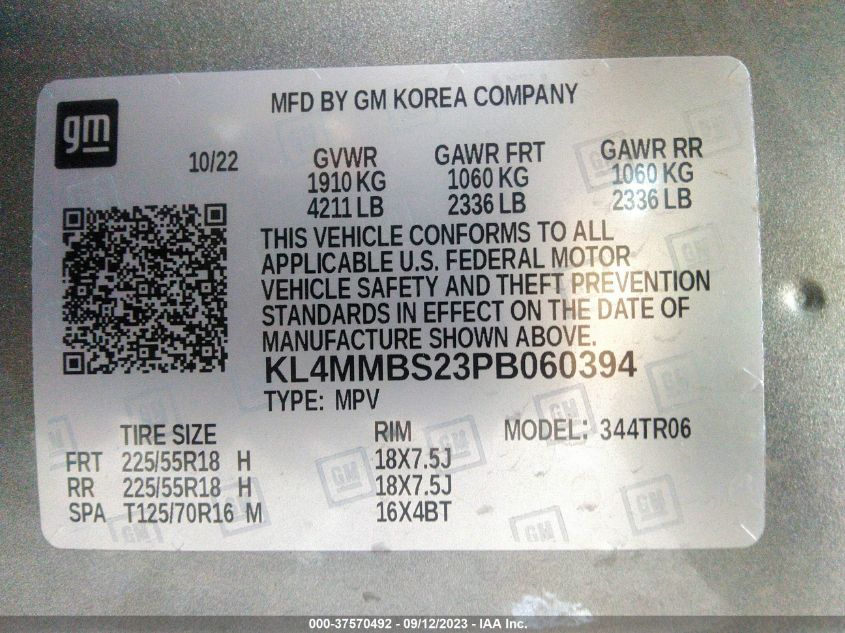 MFD BY GM KOREA COMPANY
gm
10/22
GVWR GAWR FRT GAWR RR
1910 KG 1060 KG 1060 KG
4211 LB 2336 LB 2336 LB
THIS VEHICLE CONFORMS TO ALL
APPLICABLE U.S. FEDERAL MOTOR
VEHICLE SAFETY AND THEFT PREVENTION
STANDARDS IN EFFECT ON THE DATE OF
MANUFACTURE SHOWN ABOVE.
KL4MMBS23PB060394
TYPE: MPV
TIRE SIZE RIM MODEL: 344TR06
FRT 225/55R18 H 18X7.5J
RR 225/55R18 H 18X7.5J
SPA T125/70R16 M 16X4BT
GM GM GM GM
000-37570492 - 09/12/2023 - IAA Inc.